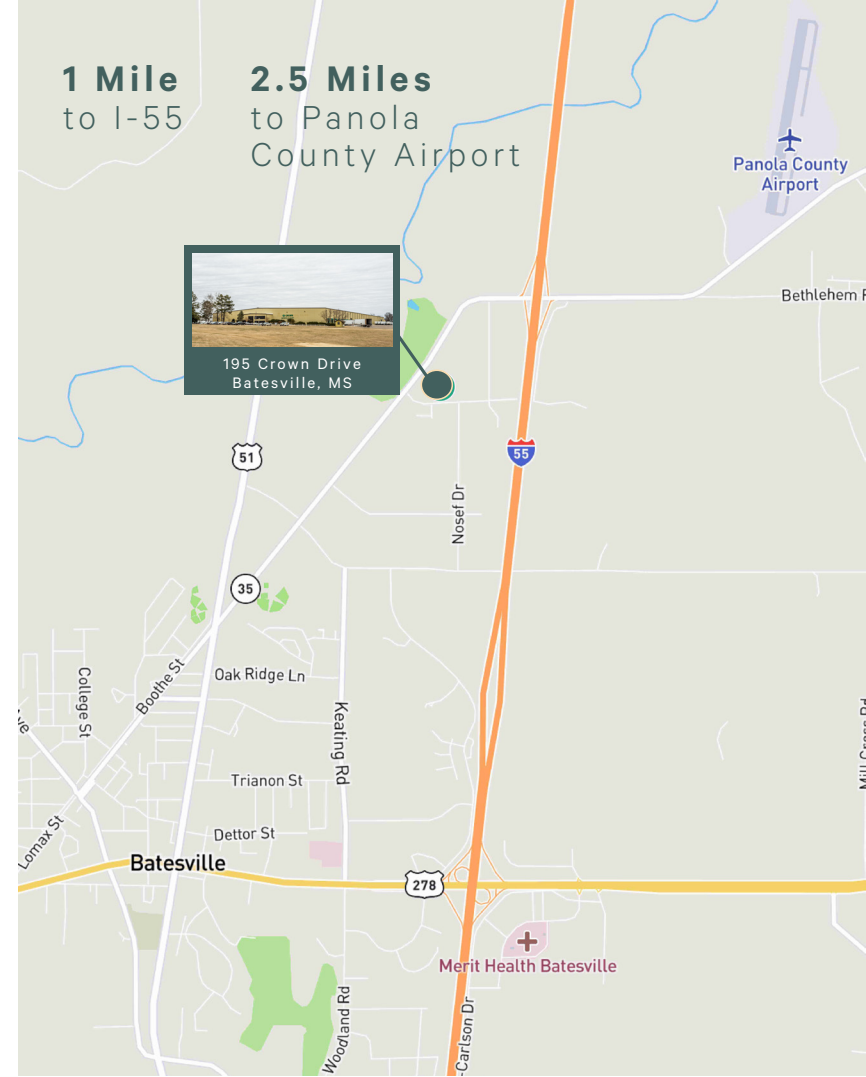 1 Mile
to I-55
2.5 Miles
to Panola
County Airport
Panola County
Airport
195 Crown Drive
Batesville, MS
Bethlehem
51
55
Nosef Dr
35
College St
Boothe St
Oak Ridge Ln
Keating Rd
Trianon St
Lomax St
Dettor St
Batesville
278
Merit Health Batesville
Woodland Rd
Carlson Dr